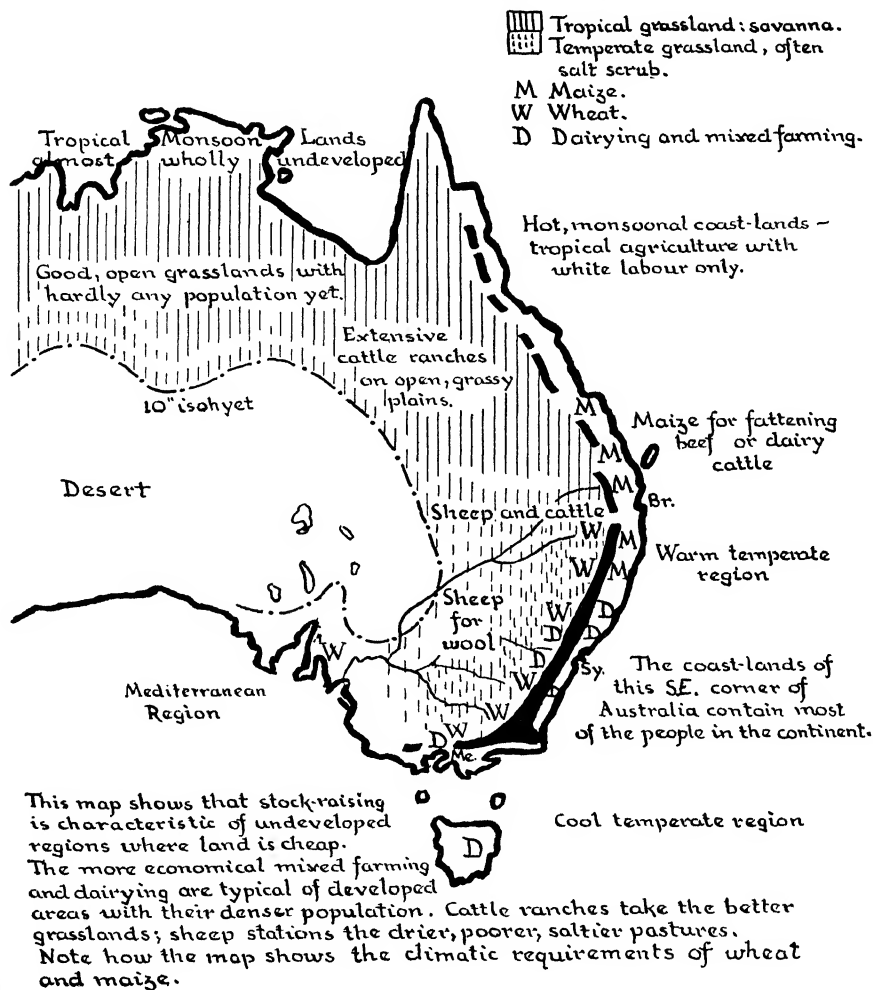 Tropical grassland: savanna.
Temperate grassland, often
salt scrub.
M Maize.
W Wheat.
D Dairying and mixed farming.
Tropical Monsoon Lands
almost wholly undeveloped
Hot, monsoonal coast-lands –
tropical agriculture with
white labour only.
Good, open grasslands with
hardly any population yet.
Extensive
cattle ranches
on open, grassy
plains.
10" isohyet
M
Maize for fattening
beef or dairy
cattle
M
Desert
M
Br.
Sheep and cattle
W
M
Warm temperate
region
W
M
Sheep
for
wool
W
D
D
D
W
D
Sy.
The coast-lands of
this S.E. corner of
Australia contain most
of the people in the continent.
W
D
Mediterranean
Region
W
W
D
Me.
This map shows that stock-raising
is characteristic of undeveloped
regions where land is cheap.
The more economical mixed farming
and dairying are typical of developed
areas with their denser population. Cattle ranches take the better
grasslands; sheep stations the drier, poorer, saltier pastures.
Note how the map shows the climatic requirements of wheat
and maize.
Cool temperate region
D